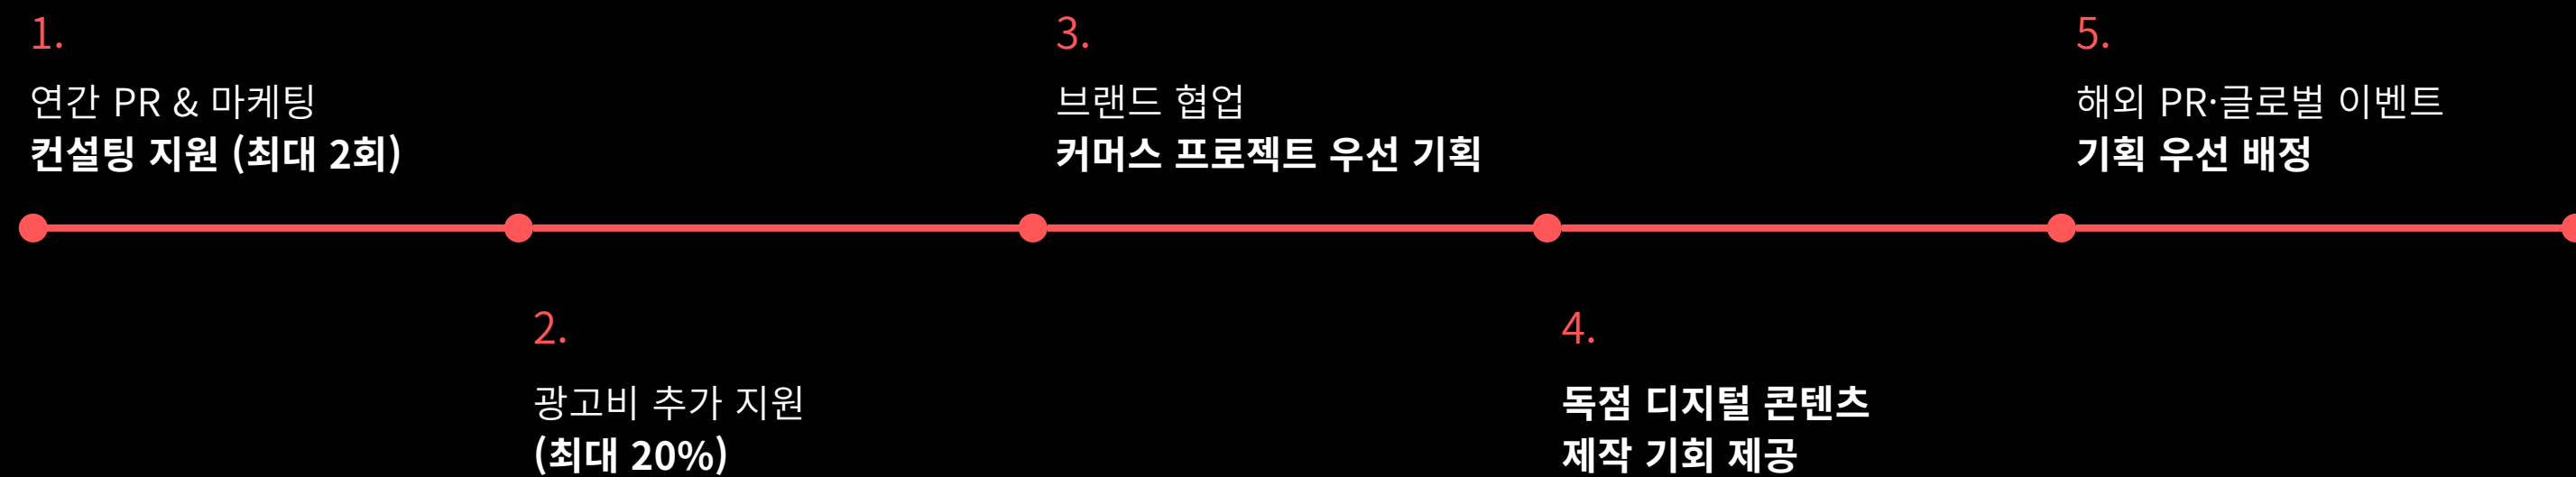 1.
연간 PR & 마케팅
컨설팅 지원 (최대 2회)
2.
광고비 추가 지원
(최대 20%)
3.
브랜드 협업
커머스 프로젝트 우선 기획
4.
독점 디지털 콘텐츠
제작 기회 제공
5.
해외 PR·글로벌 이벤트
기획 우선 배정